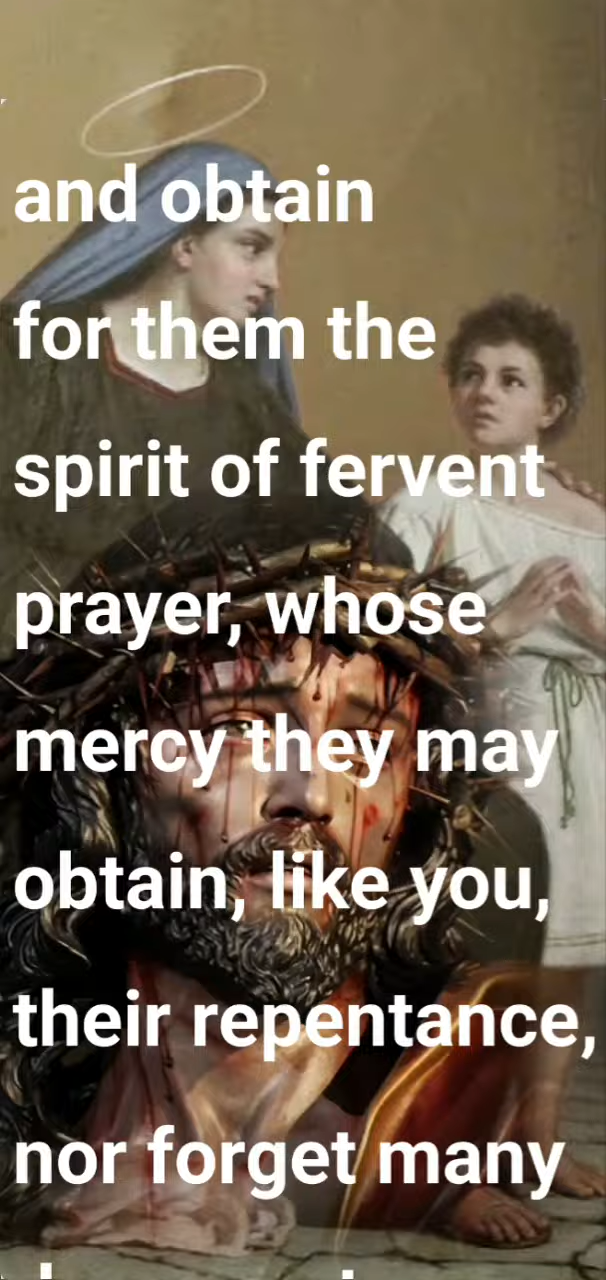 and obtain
for them the
spirit of fervent
prayer, whose
mercy they may
obtain, like you,
their repentance,
nor forget many